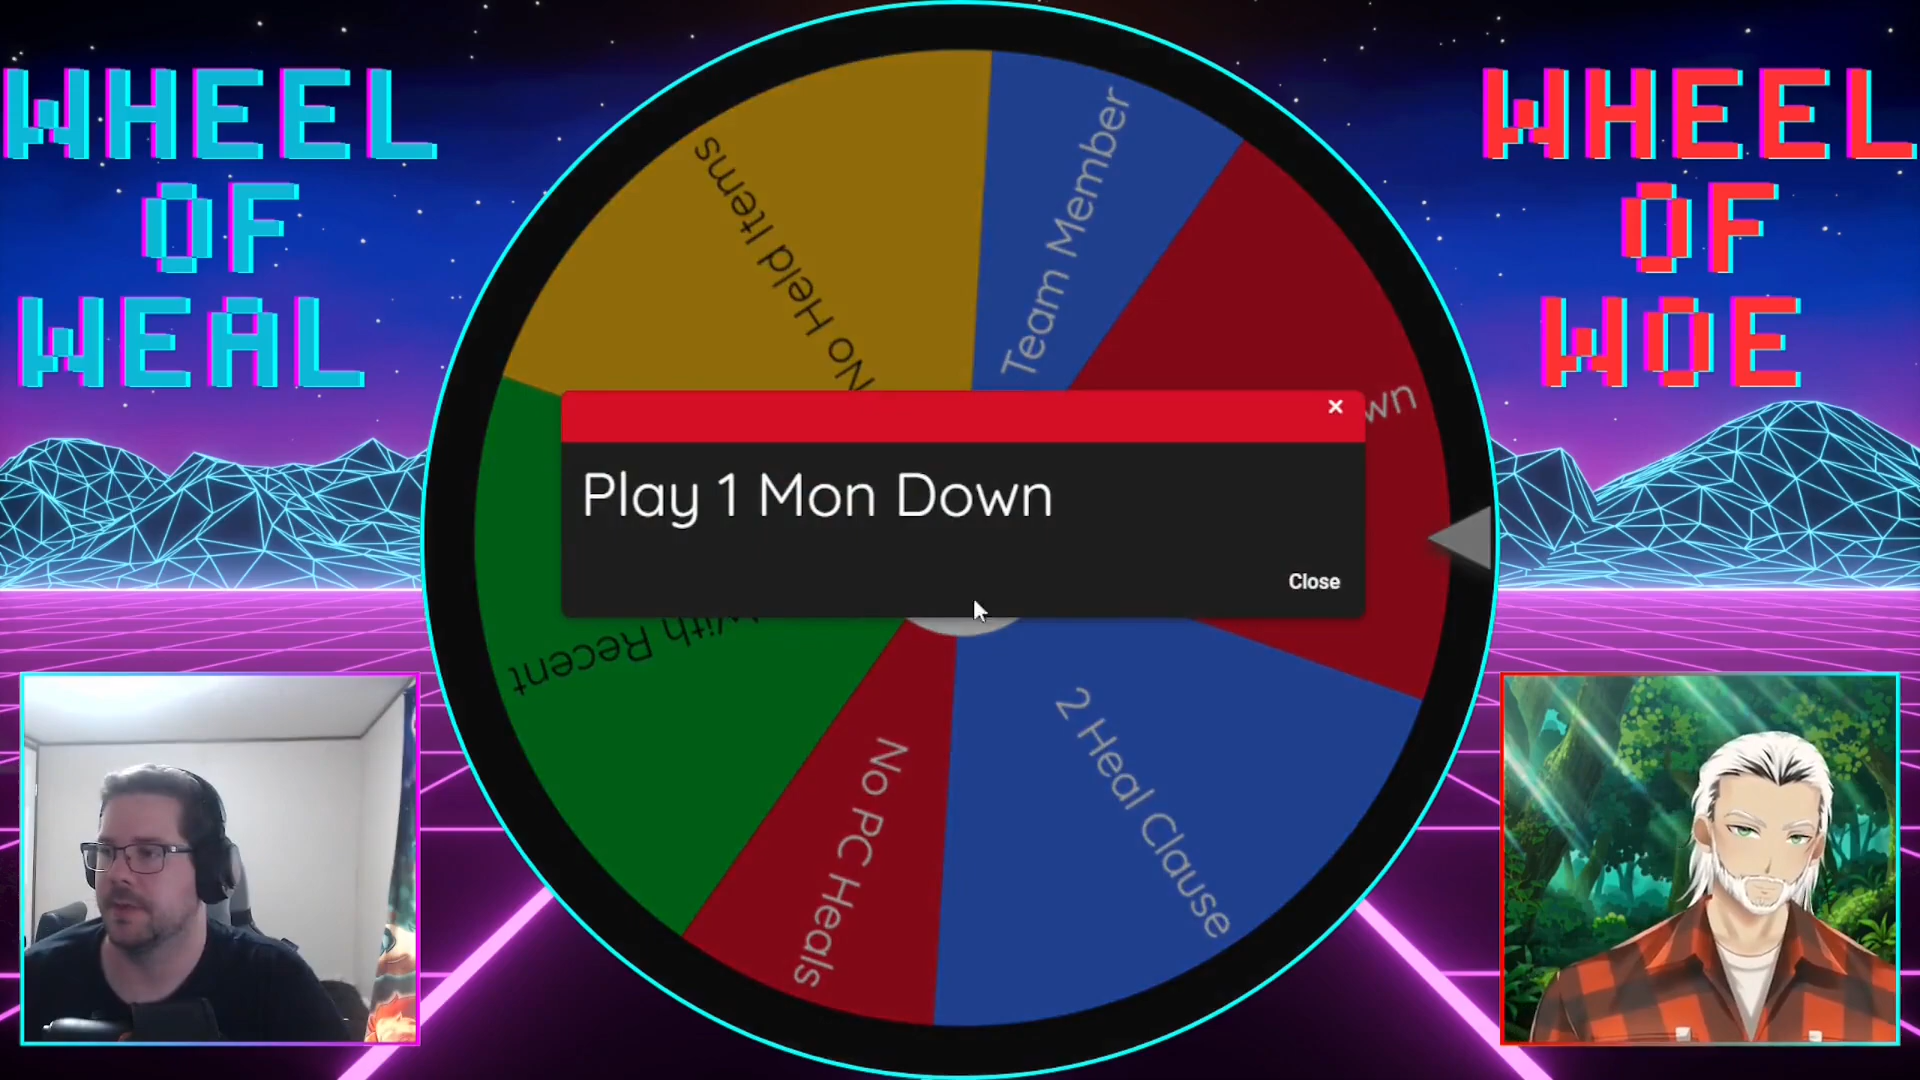 WHEEL
OF
WEAL
WHEEL
OF
WOE
No Held Items
Team Member
wn
Play 1 Mon Down
Close
With Recent
No PC Heals
2 Heal Clause